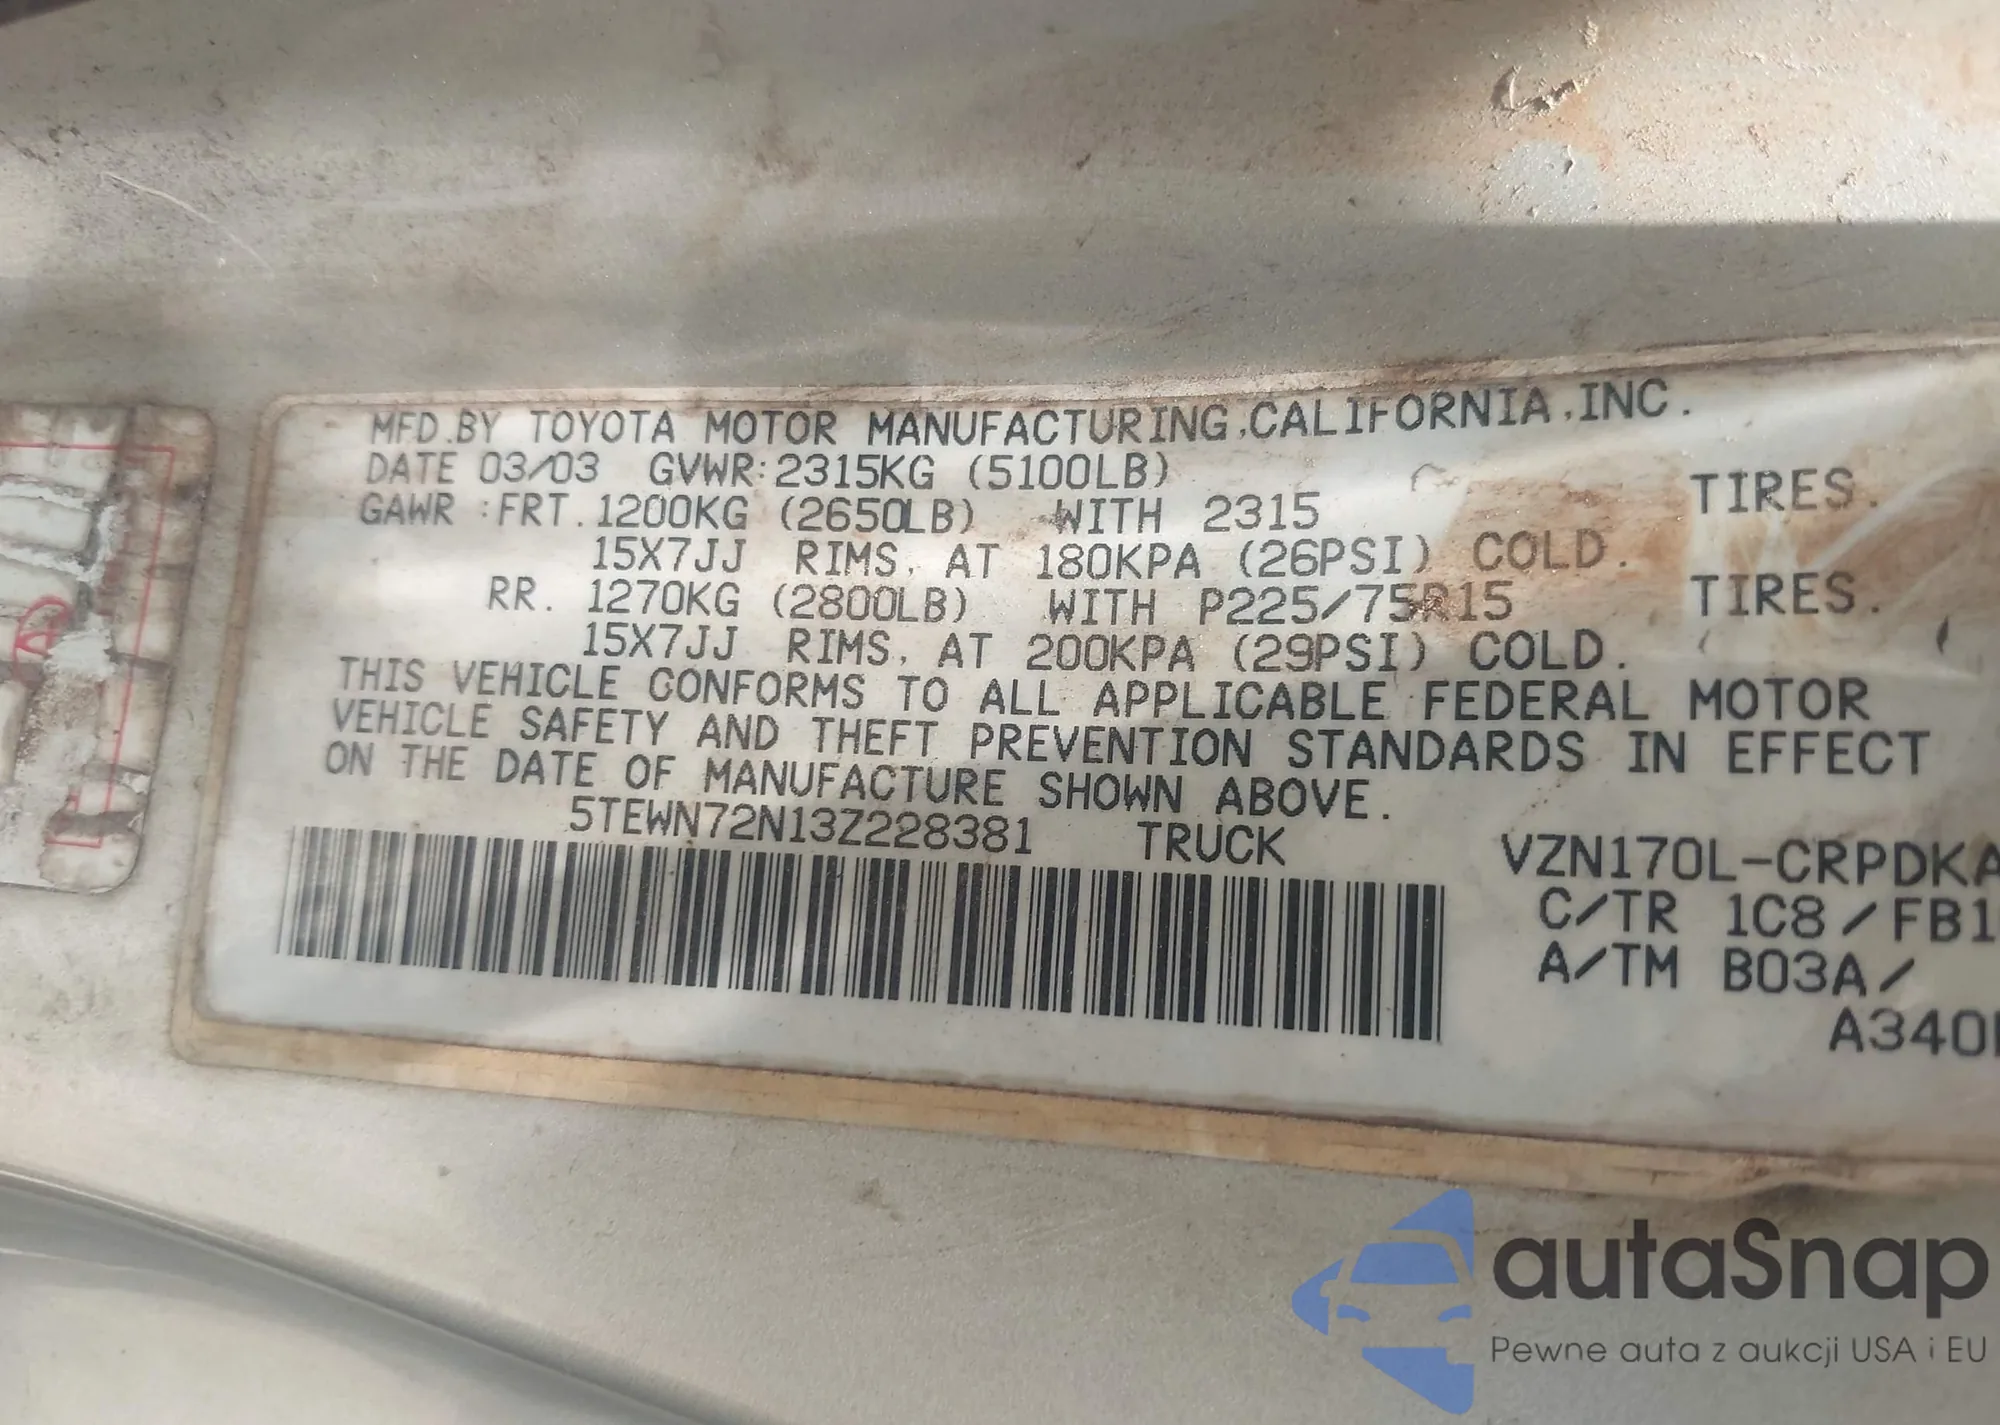 MFD.BY TOYOTA MOTOR MANUFACTURING,CALIFORNIA,INC.
DATE 03/03 GVWR:2315KG (5100LB)
GAWR :FRT. 1200KG (2650LB) WITH 2315 TIRES.
15X7JJ RIMS, AT 180KPA (26PSI) COLD.
RR. 1270KG (2800LB) WITH P225/75R15 TIRES.
15X7JJ RIMS, AT 200KPA (29PSI) COLD.
THIS VEHICLE CONFORMS TO ALL APPLICABLE FEDERAL MOTOR
VEHICLE SAFETY AND THEFT PREVENTION STANDARDS IN EFFECT
ON THE DATE OF MANUFACTURE SHOWN ABOVE.
5TEWN72N13Z228381 TRUCK
VZN170L-CRPDKA
C/TR 1C8/FB1
A/TM B03A/
A340
autaSnap
Pewne auta z aukcji USA i EU